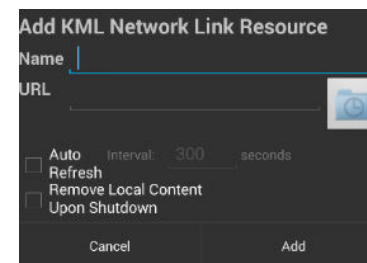 Add KML Network Link Resource
Name
URL
Auto Refresh Interval: 300 seconds
Remove Local Content
Upon Shutdown
Cancel Add